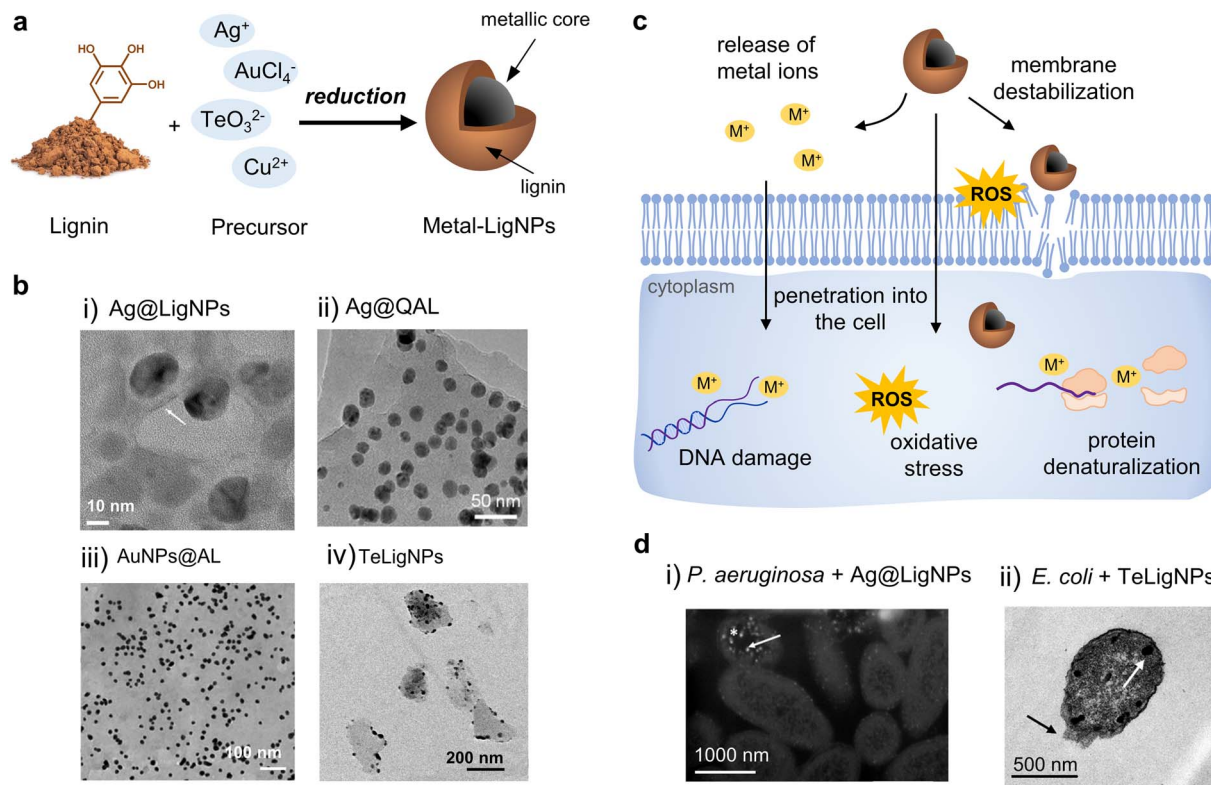 a
HO
OH
HO
OH
Ag⁺
AuCl₄⁻
TeO₃²⁻
Cu²⁺
+
reduction
metallic core
lignin
Lignin
Precursor
Metal-LigNPs
b
i) Ag@LigNPs
10 nm
ii) Ag@QAL
50 nm
iii) AuNPs@AL
100 nm
iv) TeLigNPs
200 nm
c
release of
metal ions
membrane
destabilization
M⁺
M⁺
M⁺
ROS
cytoplasm
penetration into
the cell
M⁺
M⁺
DNA damage
ROS
oxidative
stress
M⁺
M⁺
protein
denaturalization
d
i) P. aeruginosa + Ag@LigNPs
*
1000 nm
ii) E. coli + TeLigNPs
500 nm